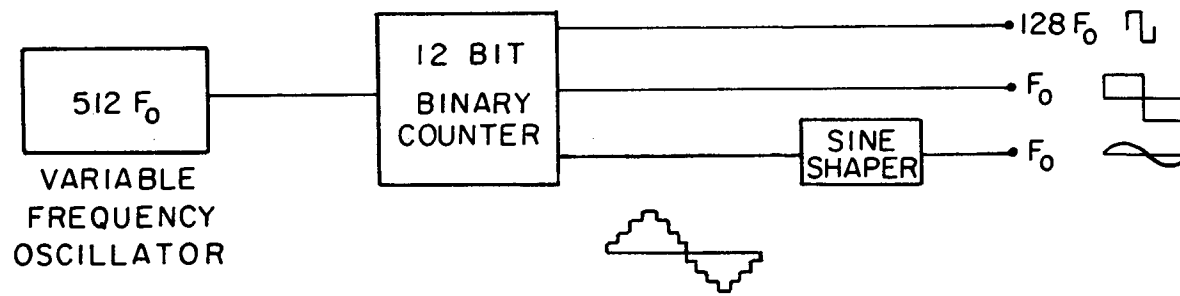 512 F₀
VARIABLE
FREQUENCY
OSCILLATOR
12 BIT
BINARY
COUNTER
128 F₀
F₀
SINE
SHAPER
F₀